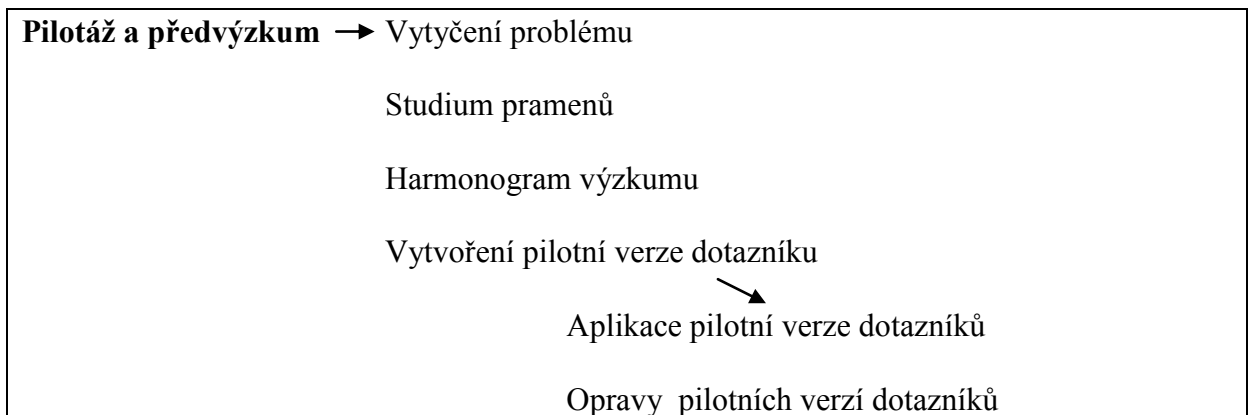 Pilotáž a předvýzkum → Vytyčení problému
Studium pramenů
Harmonogram výzkumu
Vytvoření pilotní verze dotazníku
Aplikace pilotní verze dotazníků
Opravy pilotních verzí dotazníků